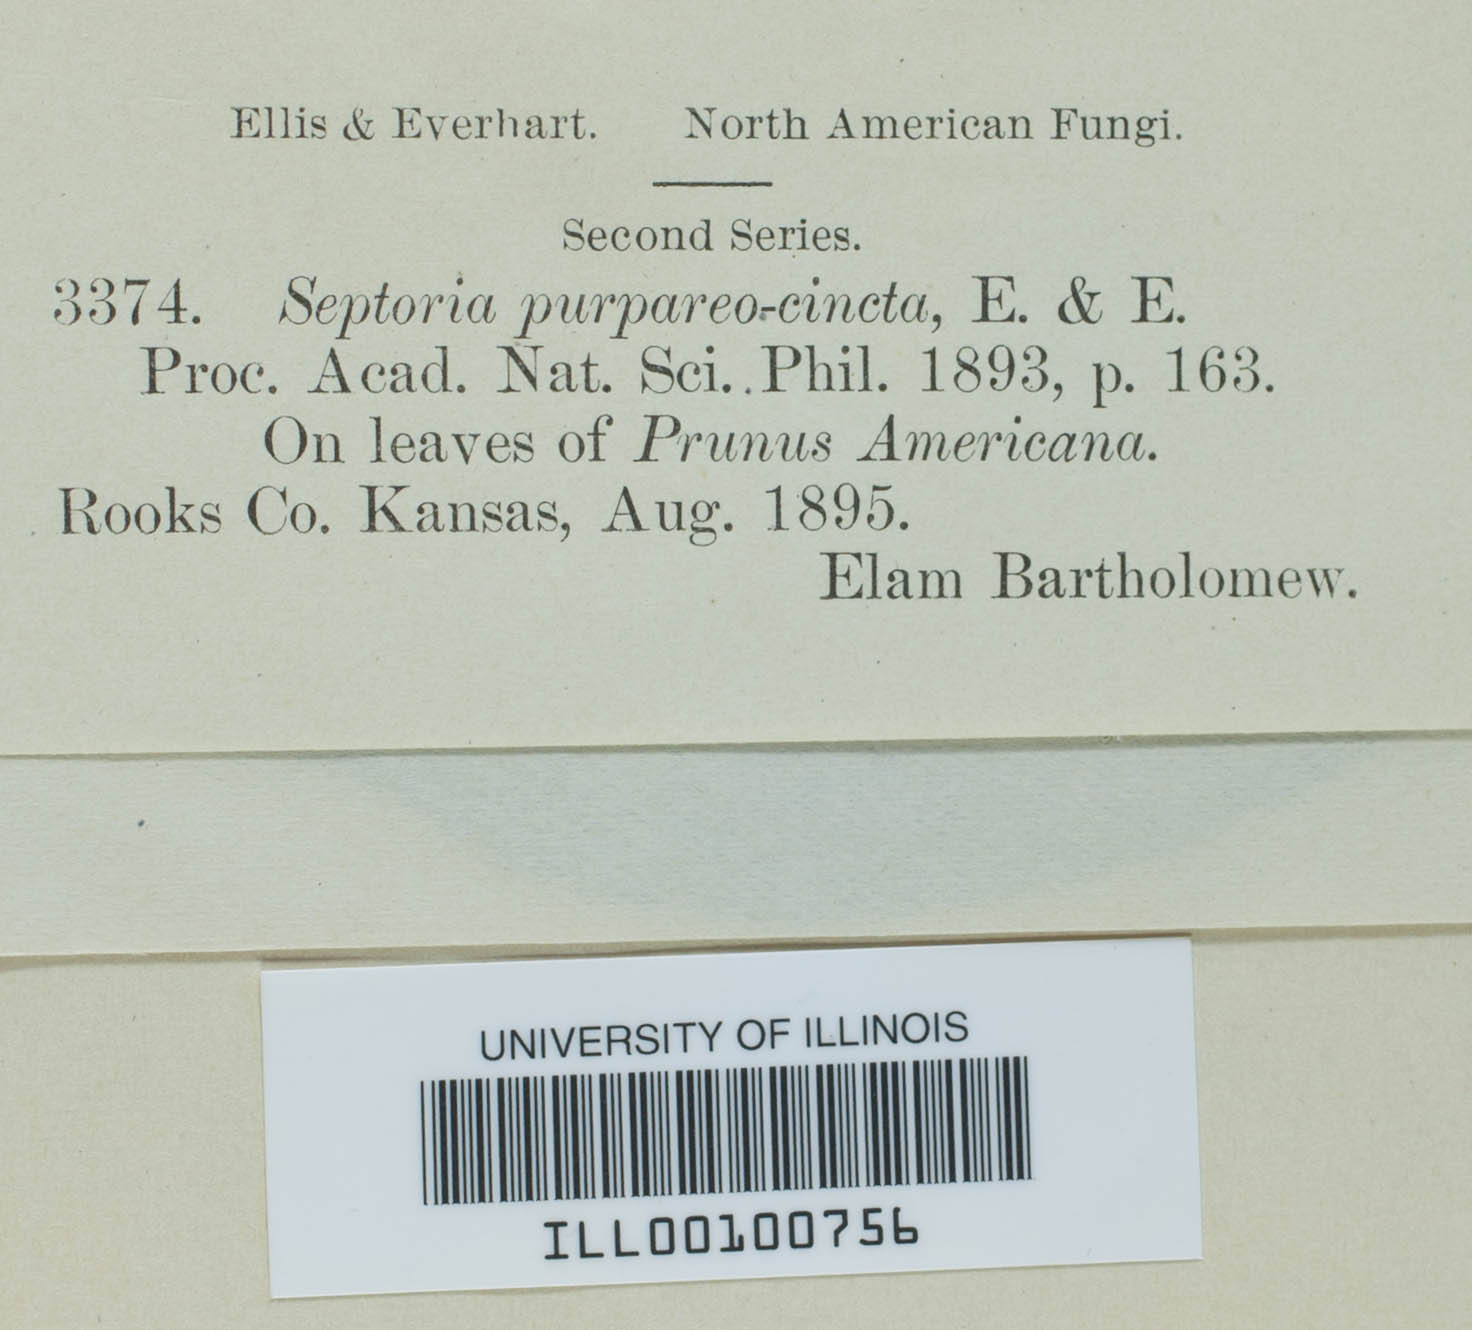 Ellis & Everhart. North American Fungi.
Second Series.
3374. Septoria purpareo-cincta, E. & E.
Proc. Acad. Nat. Sci. Phil. 1893, p. 163.
On leaves of Prunus Americana.
Rooks Co. Kansas, Aug. 1895.
Elam Bartholomew.
UNIVERSITY OF ILLINOIS
ILL00100756